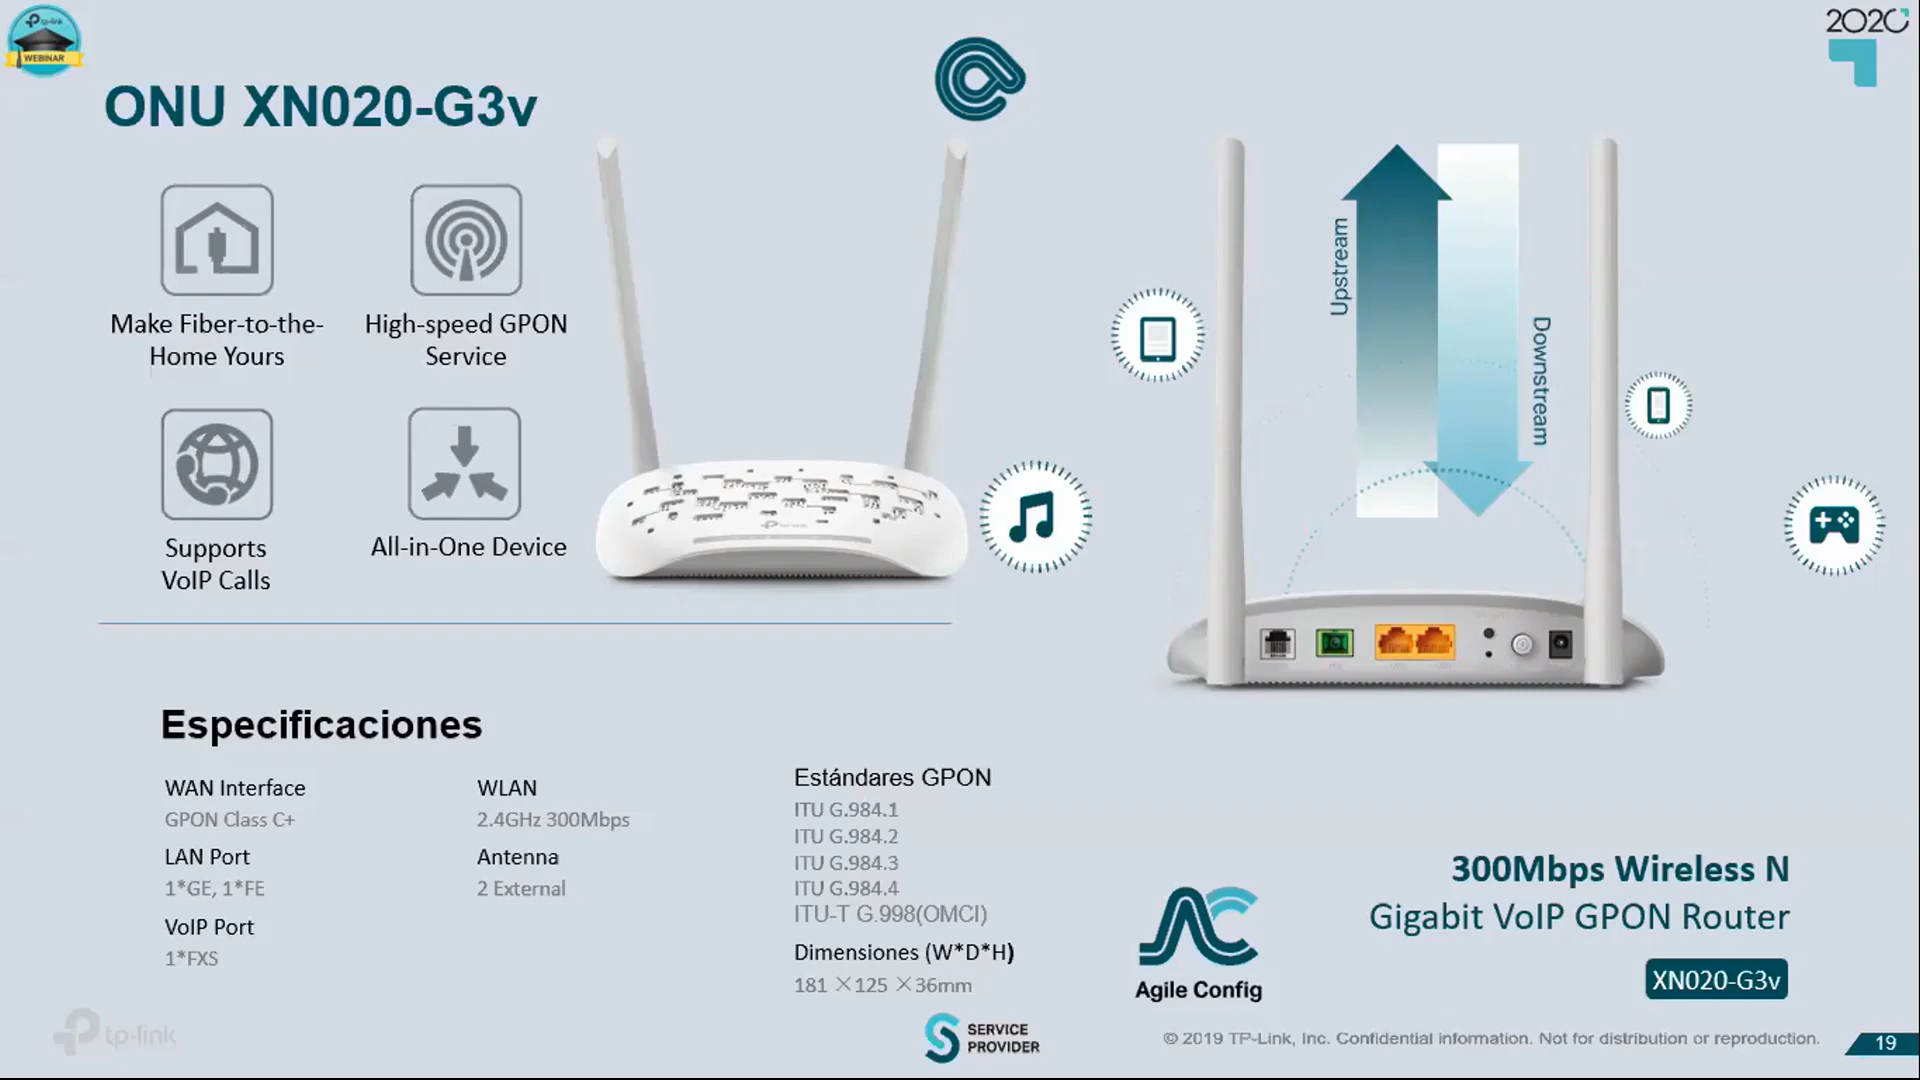 tp-link
WEBINAR
2020
ONU XN020-G3v
Make Fiber-to-the-
Home Yours
High-speed GPON
Service
Supports
VoIP Calls
All-in-One Device
tp-link
Upstream
Downstream
Especificaciones
WAN Interface
GPON Class C+
LAN Port
1*GE, 1*FE
VoIP Port
1*FXS
WLAN
2.4GHz 300Mbps
Antenna
2 External
Estándares GPON
ITU G.984.1
ITU G.984.2
ITU G.984.3
ITU G.984.4
ITU-T G.998(OMCI)
Dimensiones (W*D*H)
181 ×125 ×36mm
Agile Config
300Mbps Wireless N
Gigabit VoIP GPON Router
XN020-G3v
tp-link
SERVICE
PROVIDER
© 2019 TP-Link, Inc. Confidential information. Not for distribution or reproduction.
19